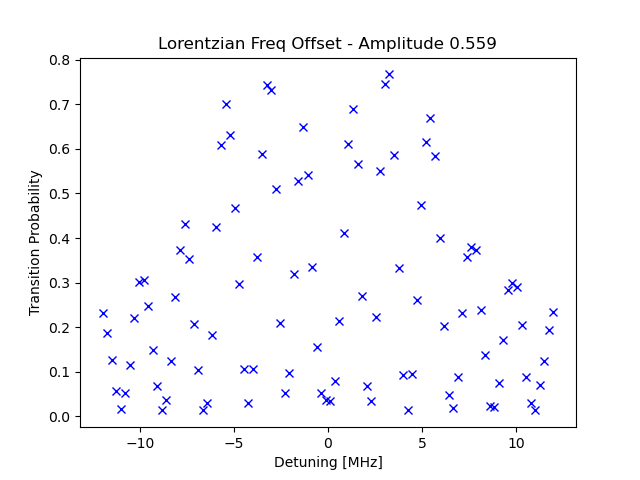 Lorentzian Freq Offset - Amplitude 0.559
Transition Probability
0.8
0.7
0.6
0.5
0.4
0.3
0.2
0.1
0.0
−10 −5 0 5 10
Detuning [MHz]